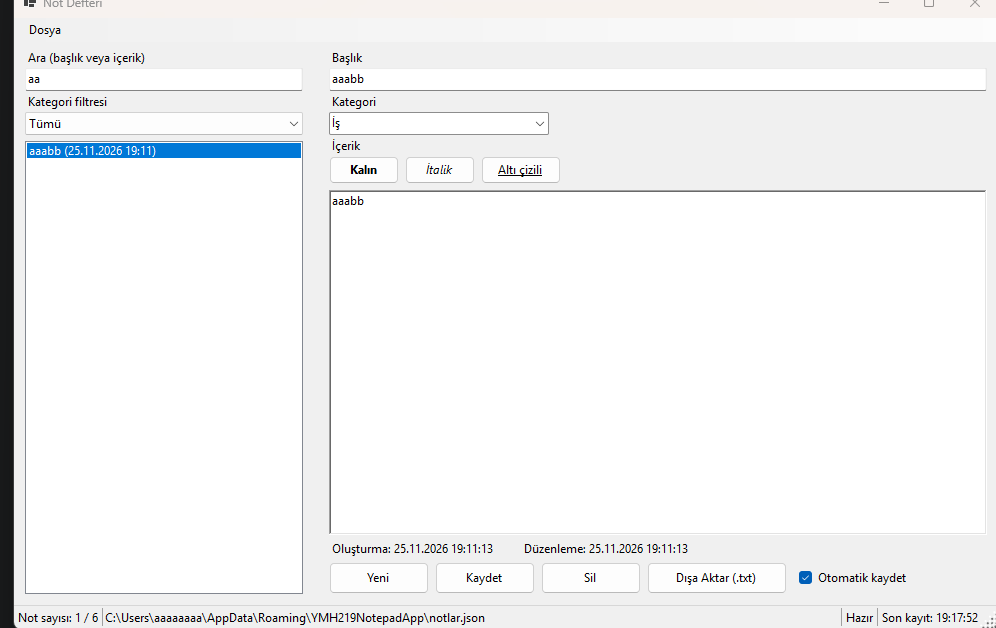 Not Defteri
Dosya
Ara (başlık veya içerik)
aa
Kategori filtresi
Tümü
aaabb (25.11.2026 19:11)
Başlık
aaabb
Kategori
İş
İçerik
Kalın İtalik Altı çizili
aaabb
Oluşturma: 25.11.2026 19:11:13 Düzenleme: 25.11.2026 19:11:13
Yeni Kaydet Sil Dışa Aktar (.txt) Otomatik kaydet
Not sayısı: 1 / 6 C:\Users\aaaaaaaa\AppData\Roaming\YMH219NotepadApp\notlar.json Hazır Son kayıt: 19:17:52